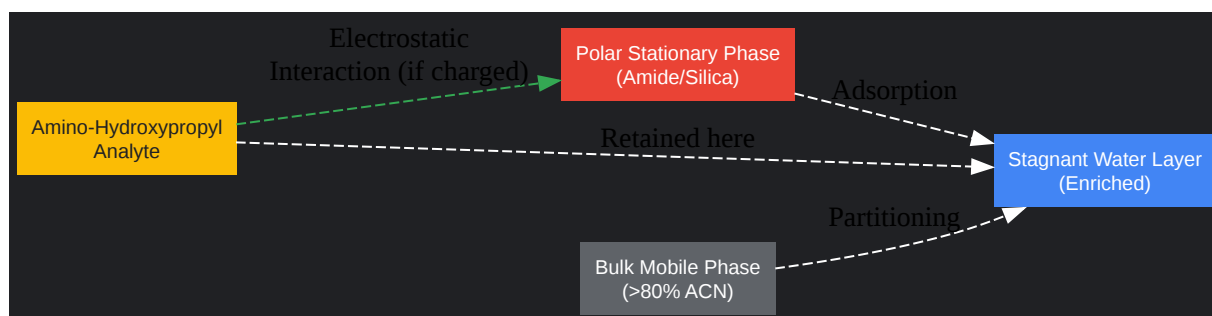 Electrostatic
Interaction (if charged)
Polar Stationary Phase
(Amide/Silica)
Adsorption
Amino-Hydroxypropyl
Analyte
Retained here
Stagnant Water Layer
(Enriched)
Partitioning
Bulk Mobile Phase
(>80% ACN)